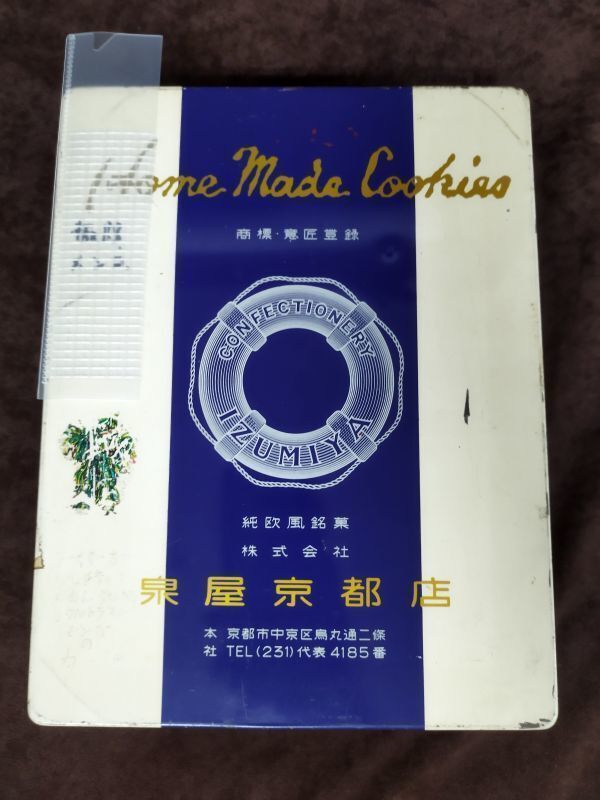 Home Made Cookies
商標・意匠登録
CONFECTIONERY
IZUMIYA
純欧風銘菓
株式会社
泉屋京都店
本社 京都市中京区烏丸通二條
TEL(231)代表4185番